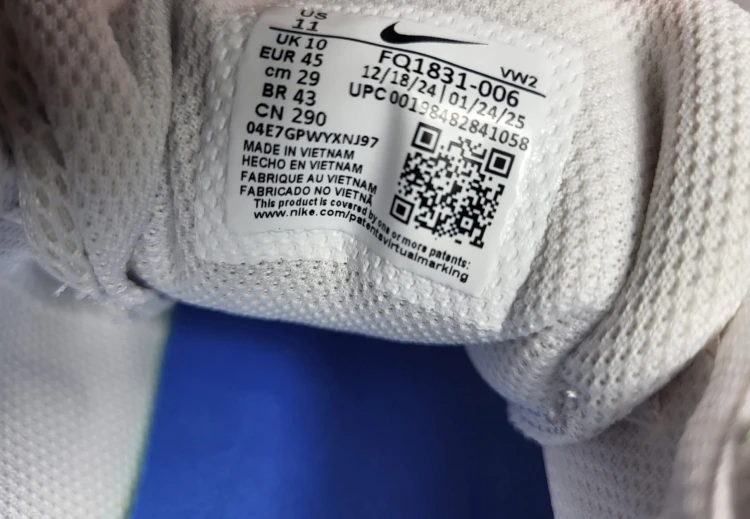 US
11
UK 10
EUR 45
cm 29
BR 43
CN 290
VW2
FQ1831-006
12/18/24 | 01/24/25
UPC 00198482841058
04E7GPWYXNJ97
MADE IN VIETNAM
HECHO EN VIETNAM
FABRIQUE AU VIETNAM
FABRICADO NO VIETNÃ
This product is covered by one or more patents:
www.nike.com/patentsvirtualmarking